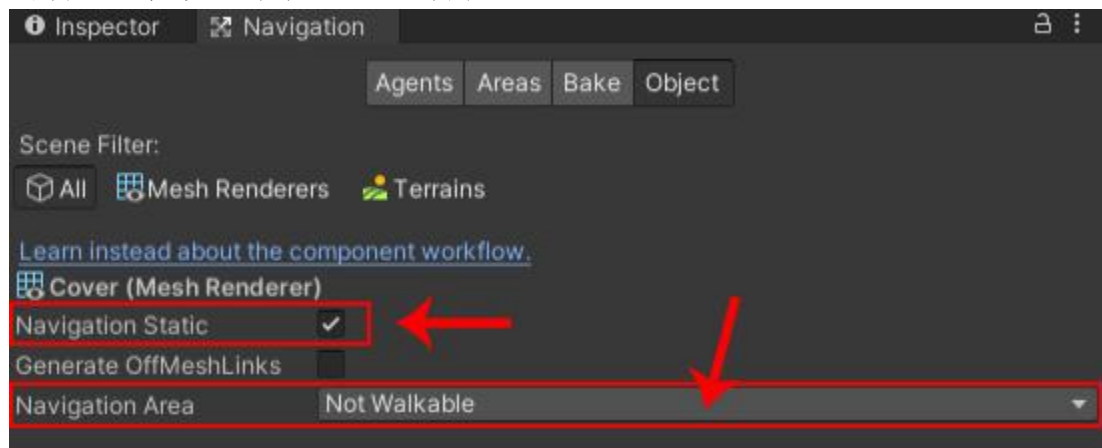 Inspector Navigation
Agents Areas Bake Object
Scene Filter:
All Mesh Renderers Terrains
Learn instead about the component workflow.
Cover (Mesh Renderer)
Navigation Static
Generate OffMeshLinks
Navigation Area Not Walkable